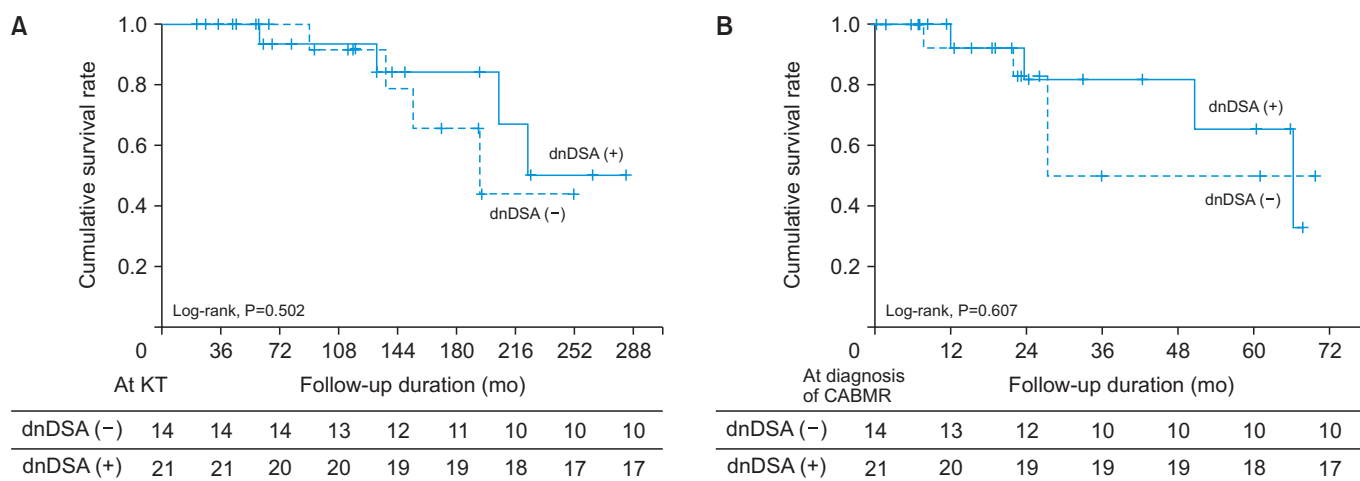 A
Cumulative survival rate
1.0
0.8
0.6
0.4
0.2
dnDSA (+)
dnDSA (−)
Log-rank, P=0.502
0 36 72 108 144 180 216 252 288
At KT Follow-up duration (mo)
dnDSA (−) 14 14 14 13 12 11 10 10 10
dnDSA (+) 21 21 20 20 19 19 18 17 17
B
Cumulative survival rate
1.0
0.8
0.6
0.4
0.2
dnDSA (+)
dnDSA (−)
Log-rank, P=0.607
0 12 24 36 48 60 72
At diagnosis
of CABMR
Follow-up duration (mo)
dnDSA (−) 14 13 12 10 10 10 10
dnDSA (+) 21 20 19 19 19 18 17